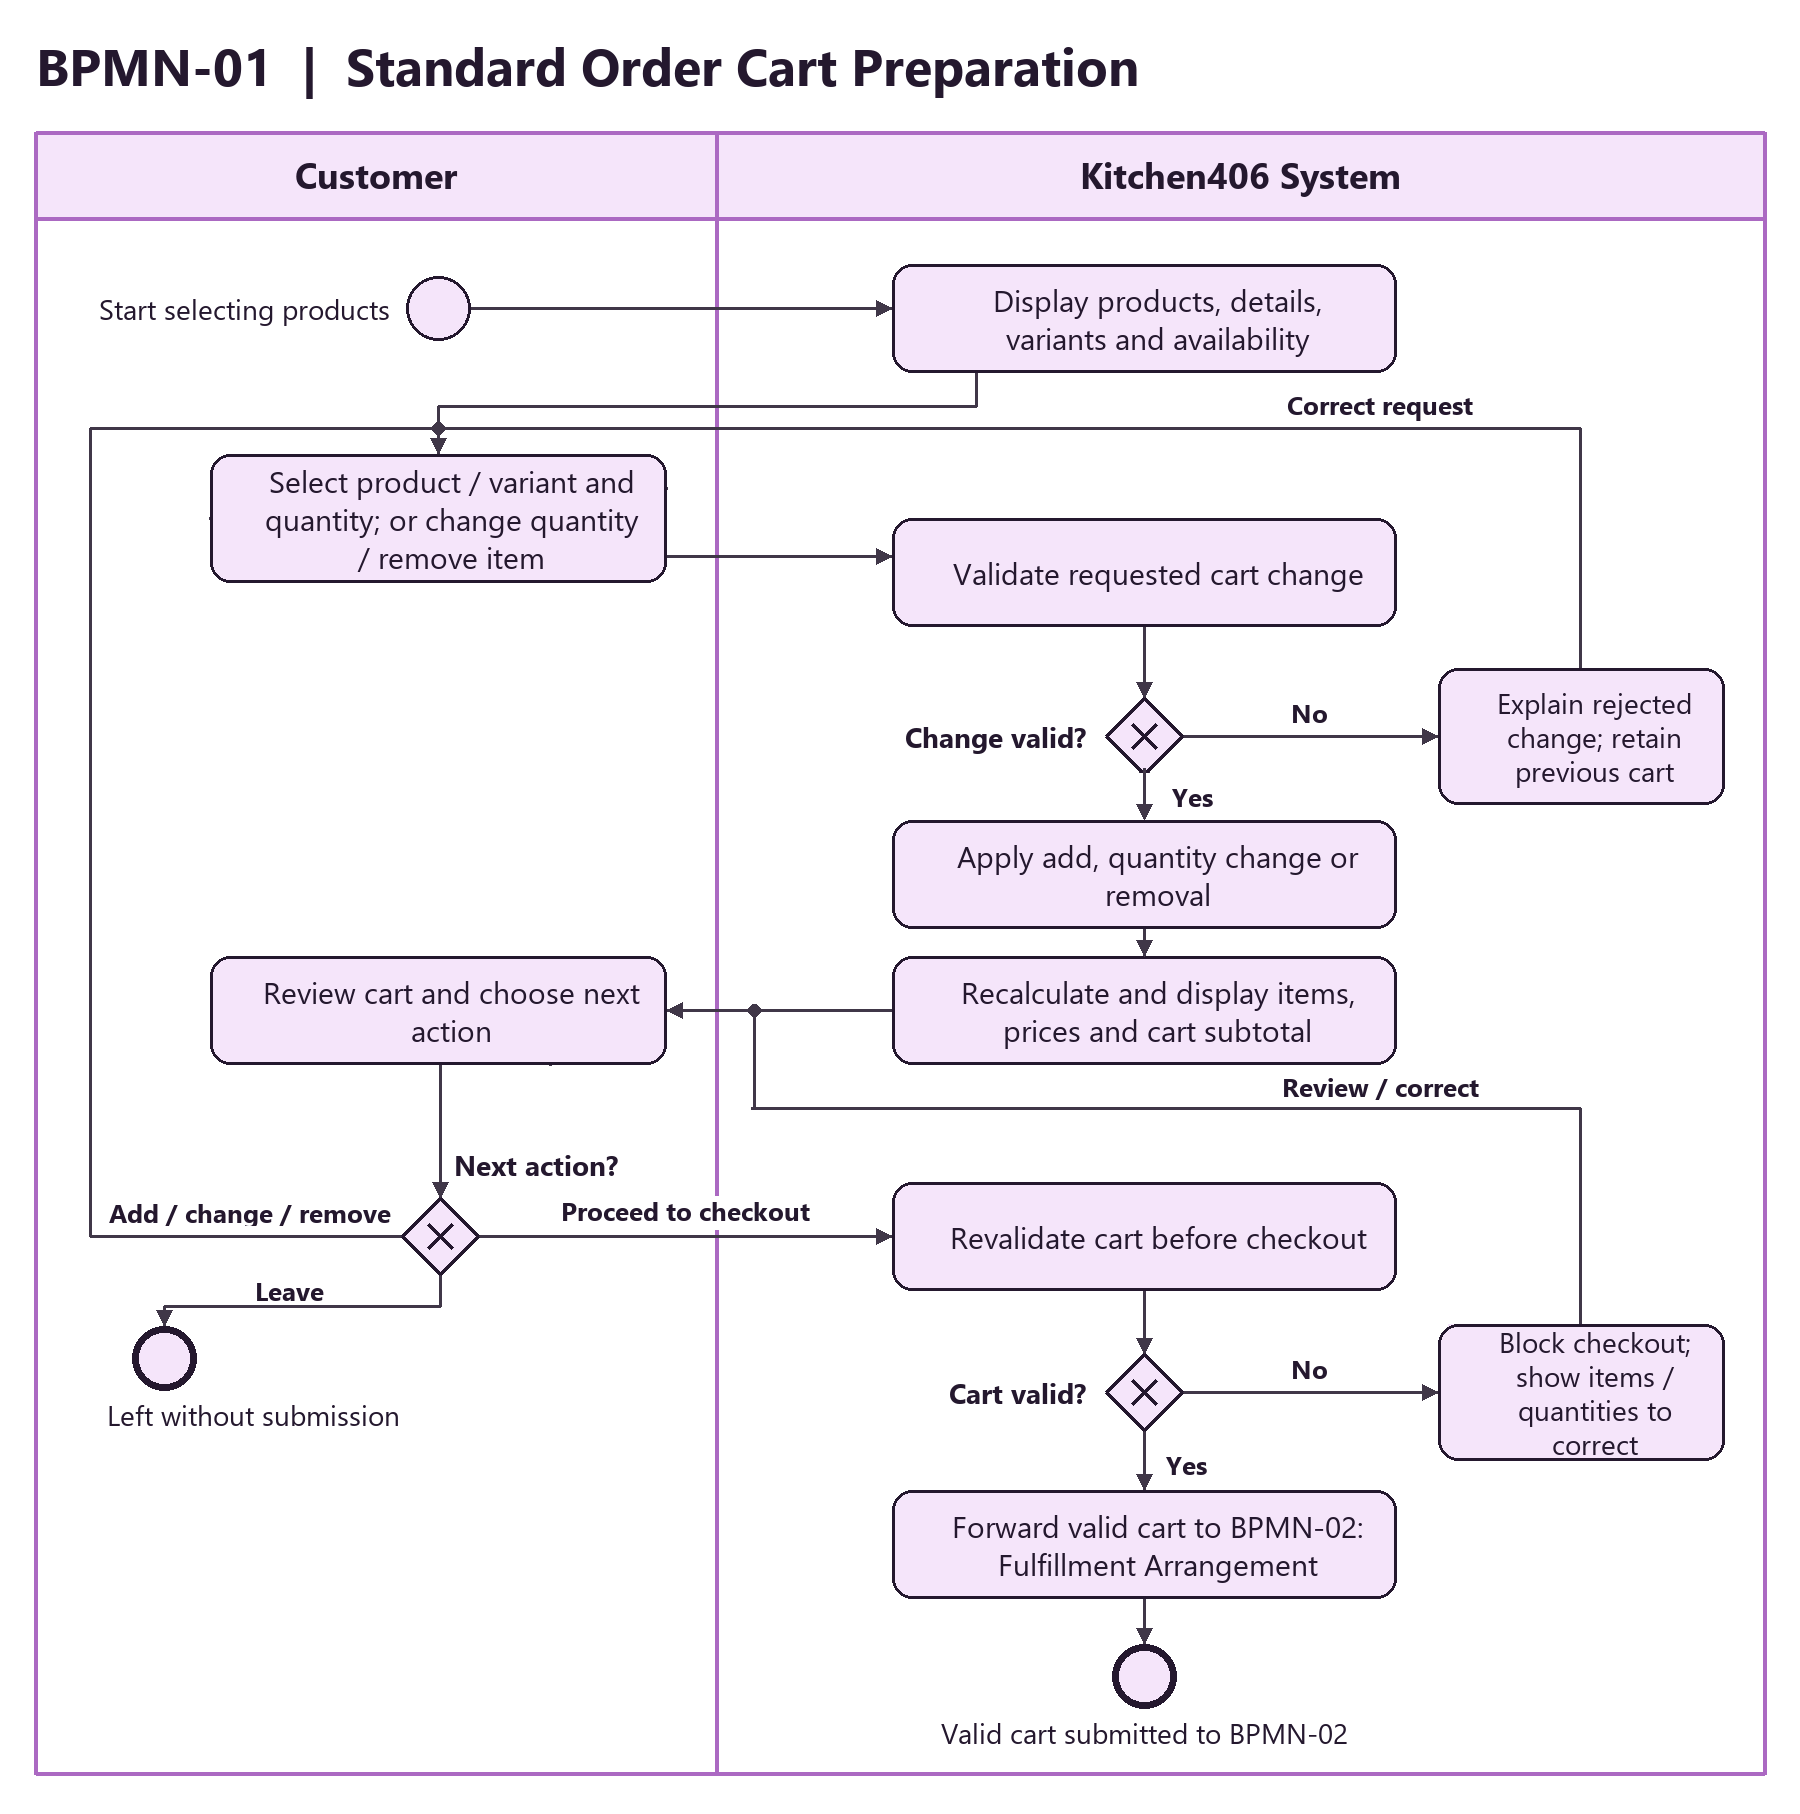 BPMN-01 | Standard Order Cart Preparation
Customer
Kitchen406 System
Start selecting products
Display products, details,
variants and availability
Correct request
Select product / variant and
quantity; or change quantity
/ remove item
Validate requested cart change
Change valid?
No
Explain rejected
change; retain
previous cart
Yes
Apply add, quantity change or
removal
Review cart and choose next
action
Recalculate and display items,
prices and cart subtotal
Review / correct
Next action?
Add / change / remove
Proceed to checkout
Revalidate cart before checkout
Leave
Left without submission
Cart valid?
No
Block checkout;
show items /
quantities to
correct
Yes
Forward valid cart to BPMN-02:
Fulfillment Arrangement
Valid cart submitted to BPMN-02